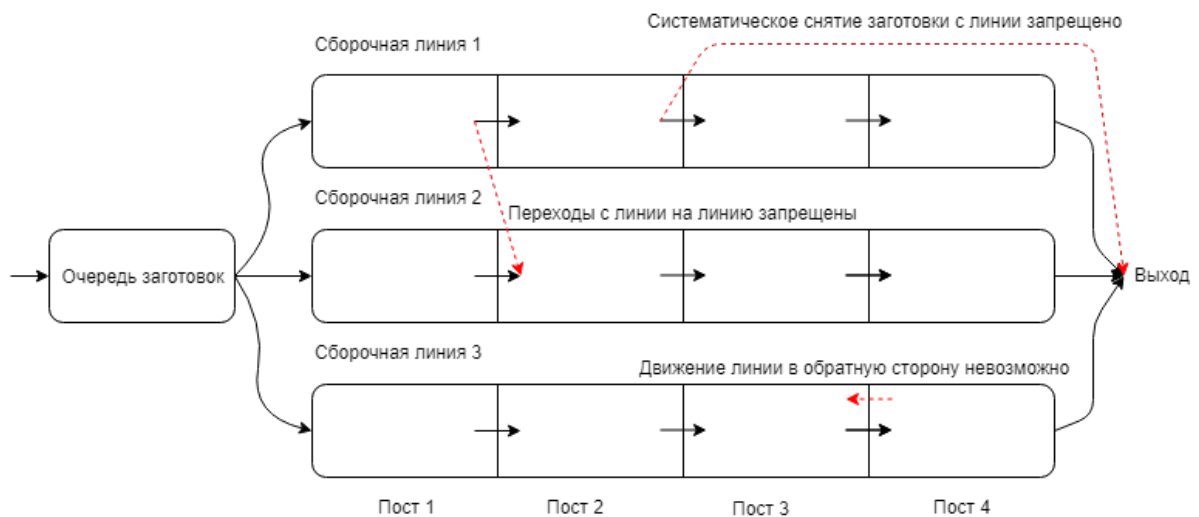 Систематическое снятие заготовки с линии запрещено
Сборочная линия 1
Сборочная линия 2
Переходы с линии на линию запрещены
Очередь заготовок
Выход
Сборочная линия 3
Движение линии в обратную сторону невозможно
Пост 1
Пост 2
Пост 3
Пост 4